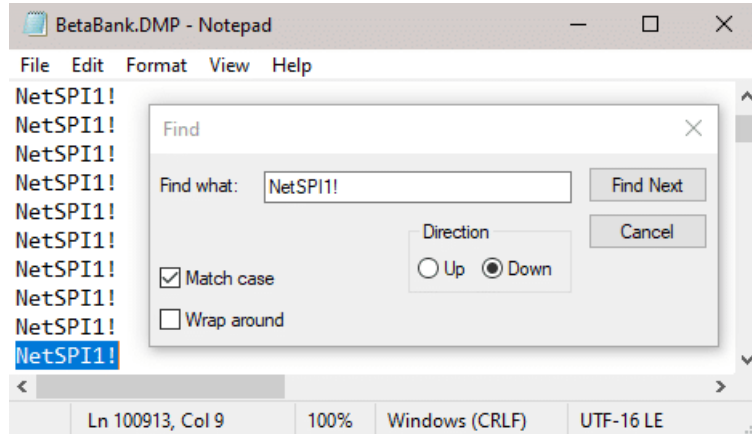 BetaBank.DMP - Notepad
File Edit Format View Help
NetSPI1!
NetSPI1!
NetSPI1!
NetSPI1!
NetSPI1!
NetSPI1!
NetSPI1!
NetSPI1!
NetSPI1!
NetSPI1!
Find
Find what: NetSPI1! Find Next
Direction Cancel
Up Down
Match case
Wrap around
Ln 100913, Col 9 100% Windows (CRLF) UTF-16 LE